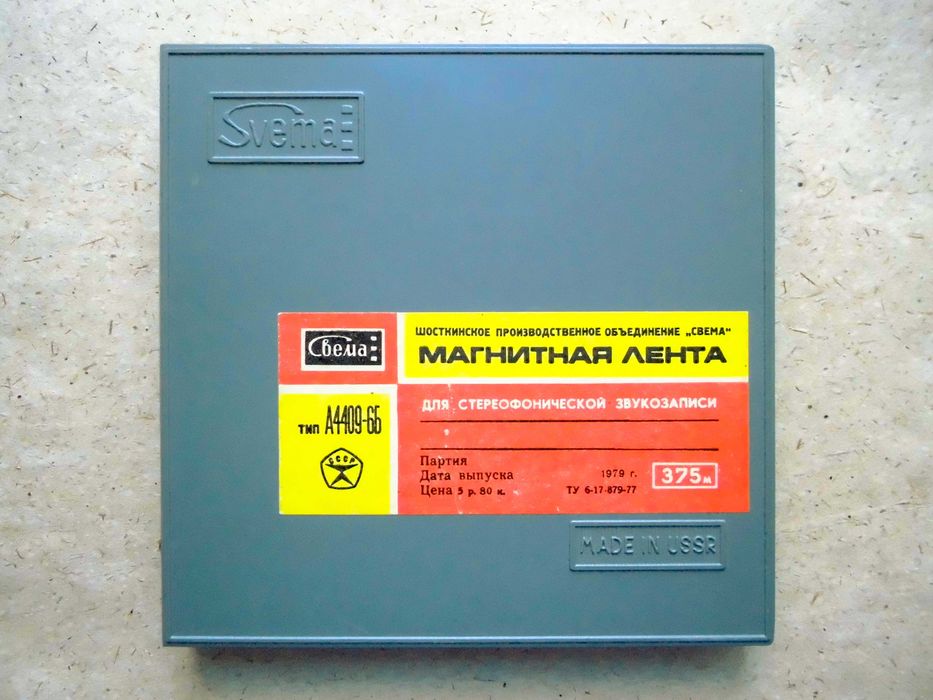 Svema
Свема
ШОСТКИНСКОЕ ПРОИЗВОДСТВЕННОЕ ОБЪЕДИНЕНИЕ „СВЕМА“
МАГНИТНАЯ ЛЕНТА
тип А4409-6Б
СССР
ДЛЯ СТЕРЕОФОНИЧЕСКОЙ ЗВУКОЗАПИСИ
Партия
Дата выпуска 1979 г.
Цена 5 р. 80 к. ТУ 6-17-879-77
375м
MADE IN USSR